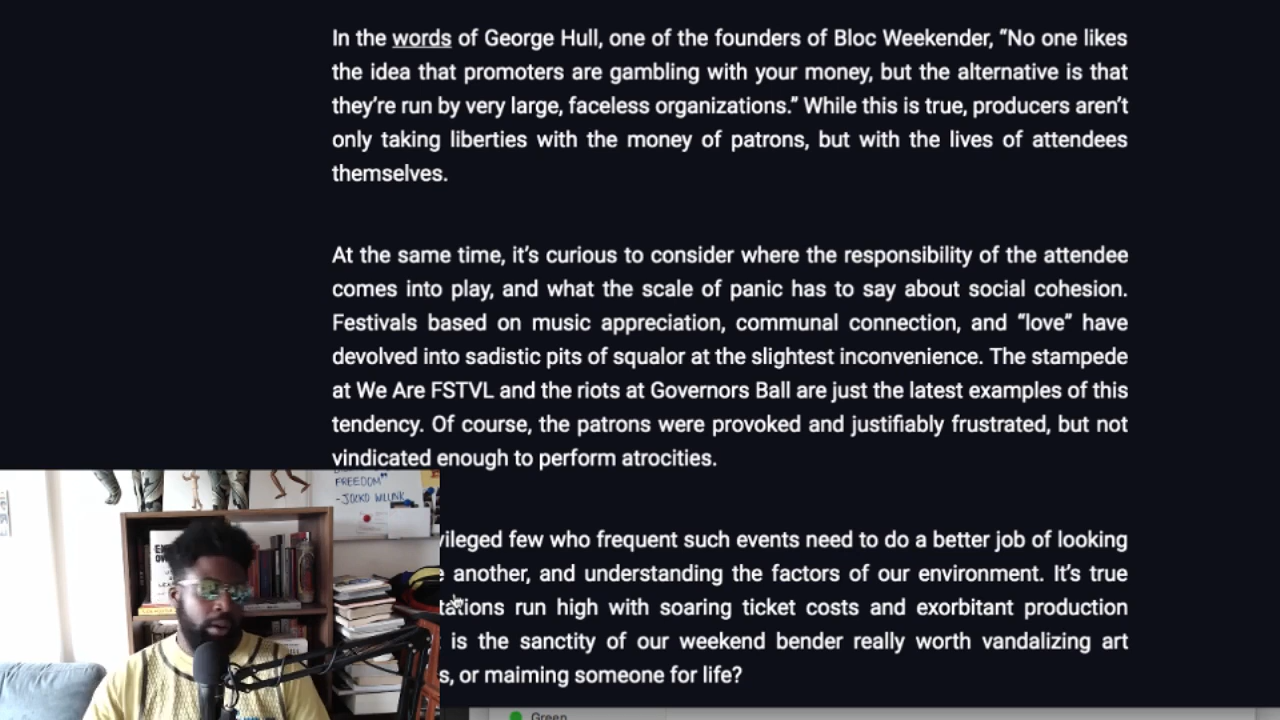 In the words of George Hull, one of the founders of Bloc Weekender, “No one likes
the idea that promoters are gambling with your money, but the alternative is that
they’re run by very large, faceless organizations.” While this is true, producers aren’t
only taking liberties with the money of patrons, but with the lives of attendees
themselves.
At the same time, it’s curious to consider where the responsibility of the attendee
comes into play, and what the scale of panic has to say about social cohesion.
Festivals based on music appreciation, communal connection, and “love” have
devolved into sadistic pits of squalor at the slightest inconvenience. The stampede
at We Are FSTVL and the riots at Governors Ball are just the latest examples of this
tendency. Of course, the patrons were provoked and justifiably frustrated, but not
vindicated enough to perform atrocities.
FREEDOM”
-JOCKO WILLINK
few who frequent such events need to do a better job of looking
another, and understanding the factors of our environment. It’s true
run high with soaring ticket costs and exorbitant production
is the sanctity of our weekend bender really worth vandalizing art
or maiming someone for life?
Green